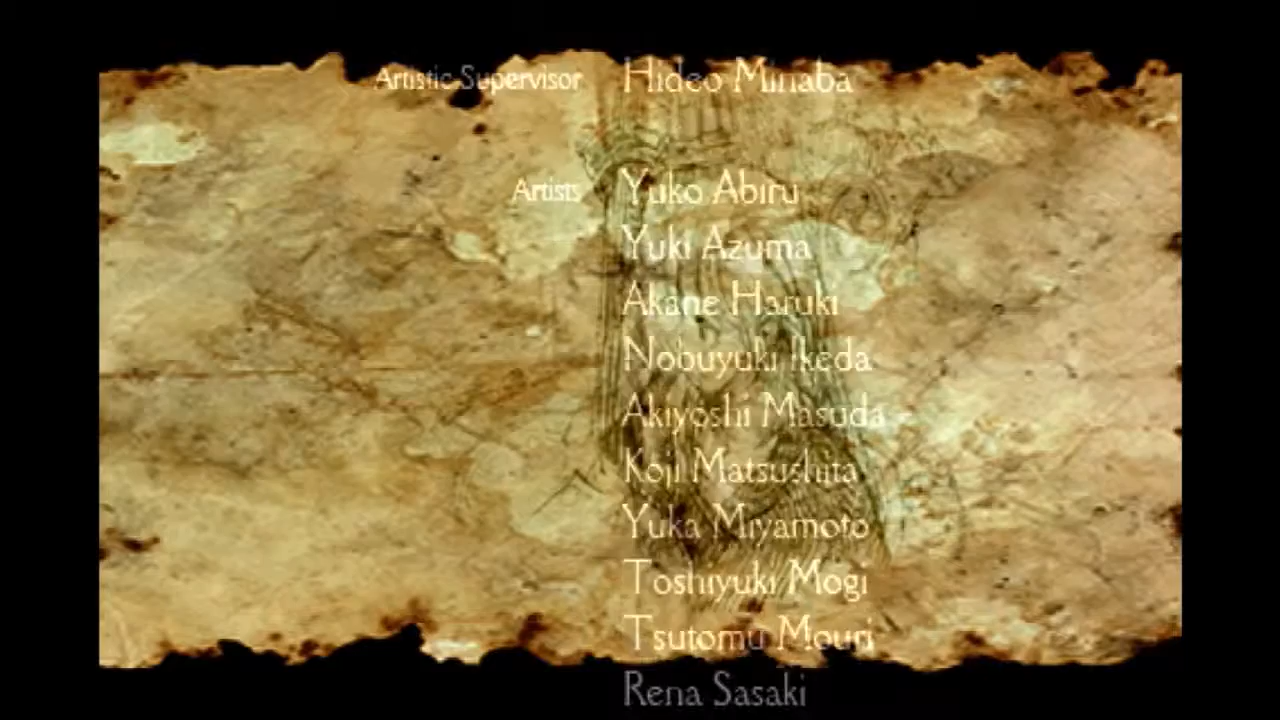 Artistic Supervisor Hideo Minaba
Artists Yuko Abiru
Yuki Azuma
Akane Haruki
Nobuyuki Ikeda
Akiyoshi Masuda
Koji Matsushita
Yuka Miyamoto
Toshiyuki Mogi
Tsutomu Mouri
Rena Sasaki